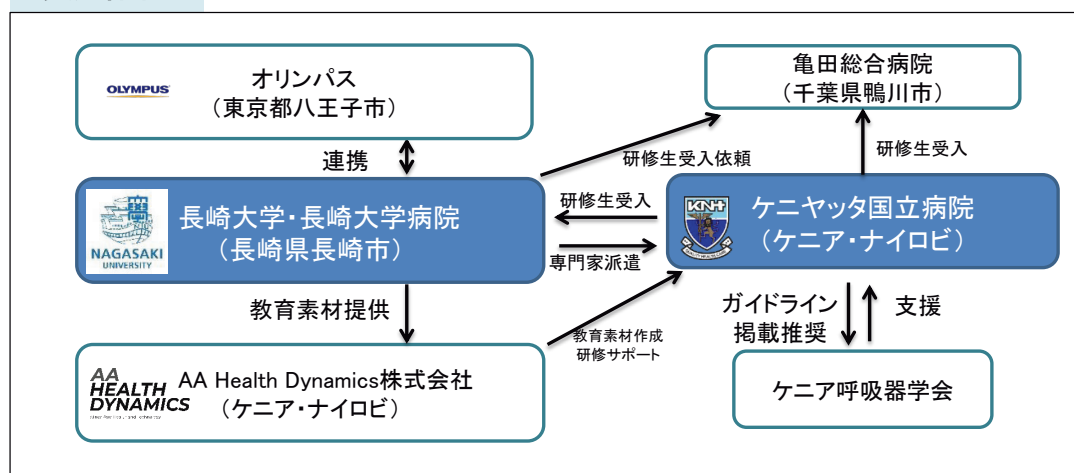 OLYMPUS
オリンパス
（東京都八王子市）
亀田総合病院
（千葉県鴨川市）
連携
研修生受入依頼
研修生受入
NAGASAKI
UNIVERSITY
長崎大学・長崎大学病院
（長崎県長崎市）
研修生受入
専門家派遣
KNH
ケニヤッタ国立病院
（ケニア・ナイロビ）
教育素材提供
教育素材作成
研修サポート
ガイドライン
掲載推奨
支援
AA
HEALTH
DYNAMICS
AA Health Dynamics株式会社
（ケニア・ナイロビ）
ケニア呼吸器学会